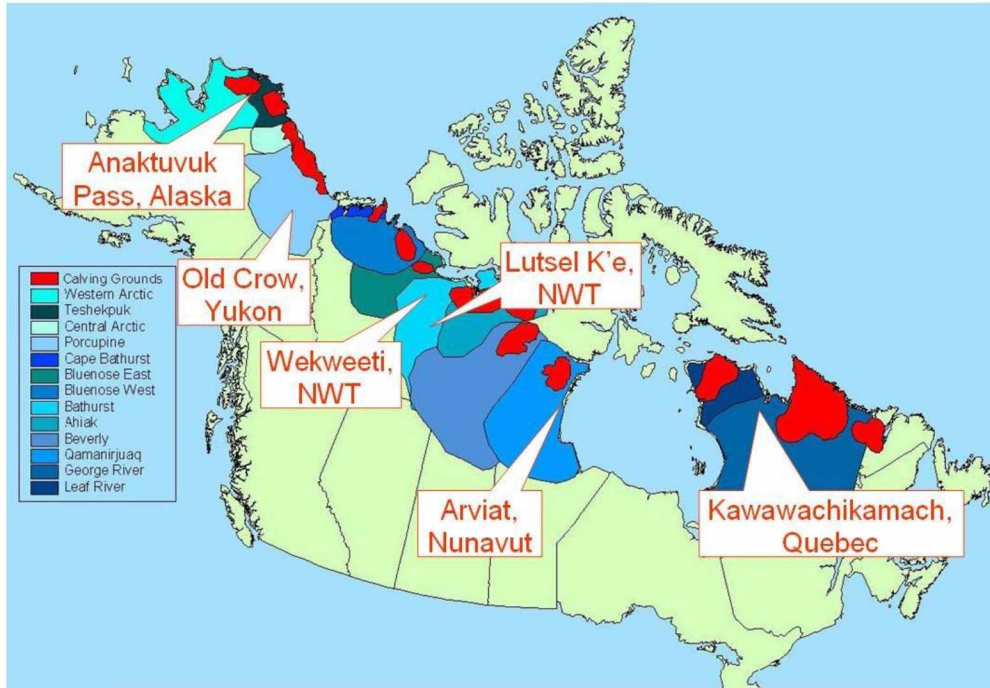 Anaktuvuk
Pass, Alaska
Old Crow,
Yukon
Lutsel K'e,
NWT
Wekweeti,
NWT
Arviat,
Nunavut
Kawawachikamach,
Quebec
Calving Grounds
Western Arctic
Teshekpuk
Central Arctic
Porcupine
Cape Bathurst
Bluenose East
Bluenose West
Bathurst
Ahiak
Beverly
Qamanirjuaq
George River
Leaf River